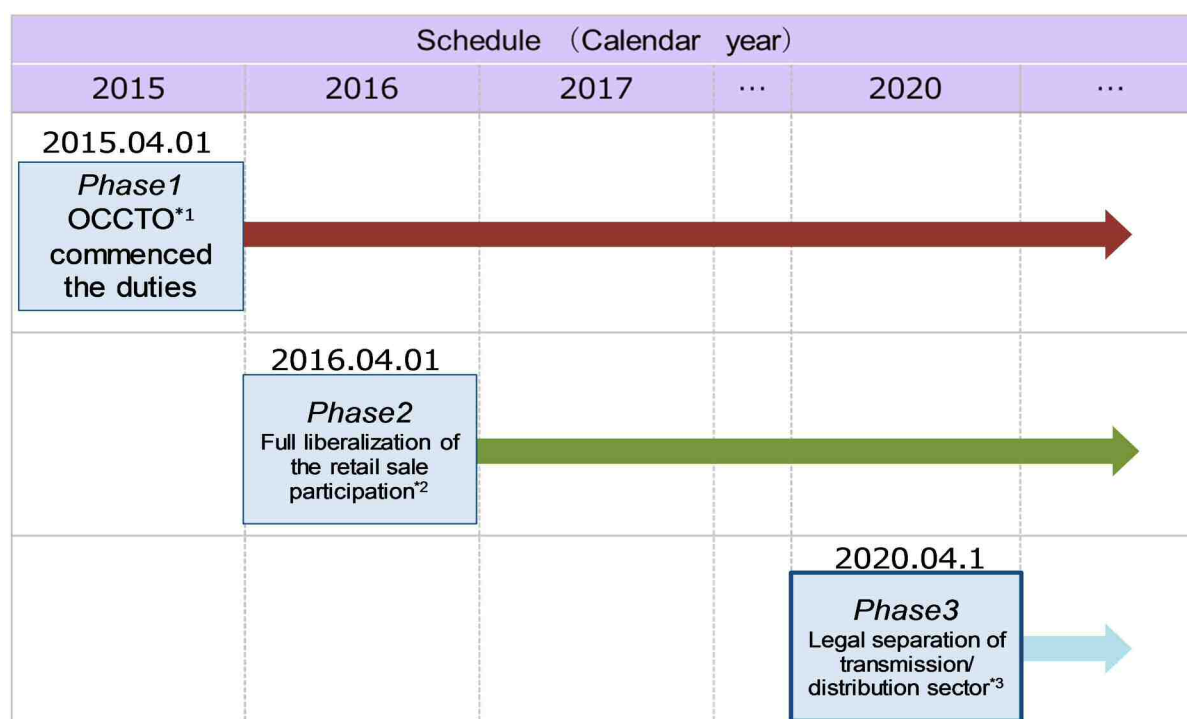 Schedule （Calendar year）
2015 2016 2017 … 2020 …
2015.04.01
Phase1
OCCTO*1
commenced
the duties
2016.04.01
Phase2
Full liberalization of
the retail sale
participation*2
2020.04.1
Phase3
Legal separation of
transmission/
distribution sector*3